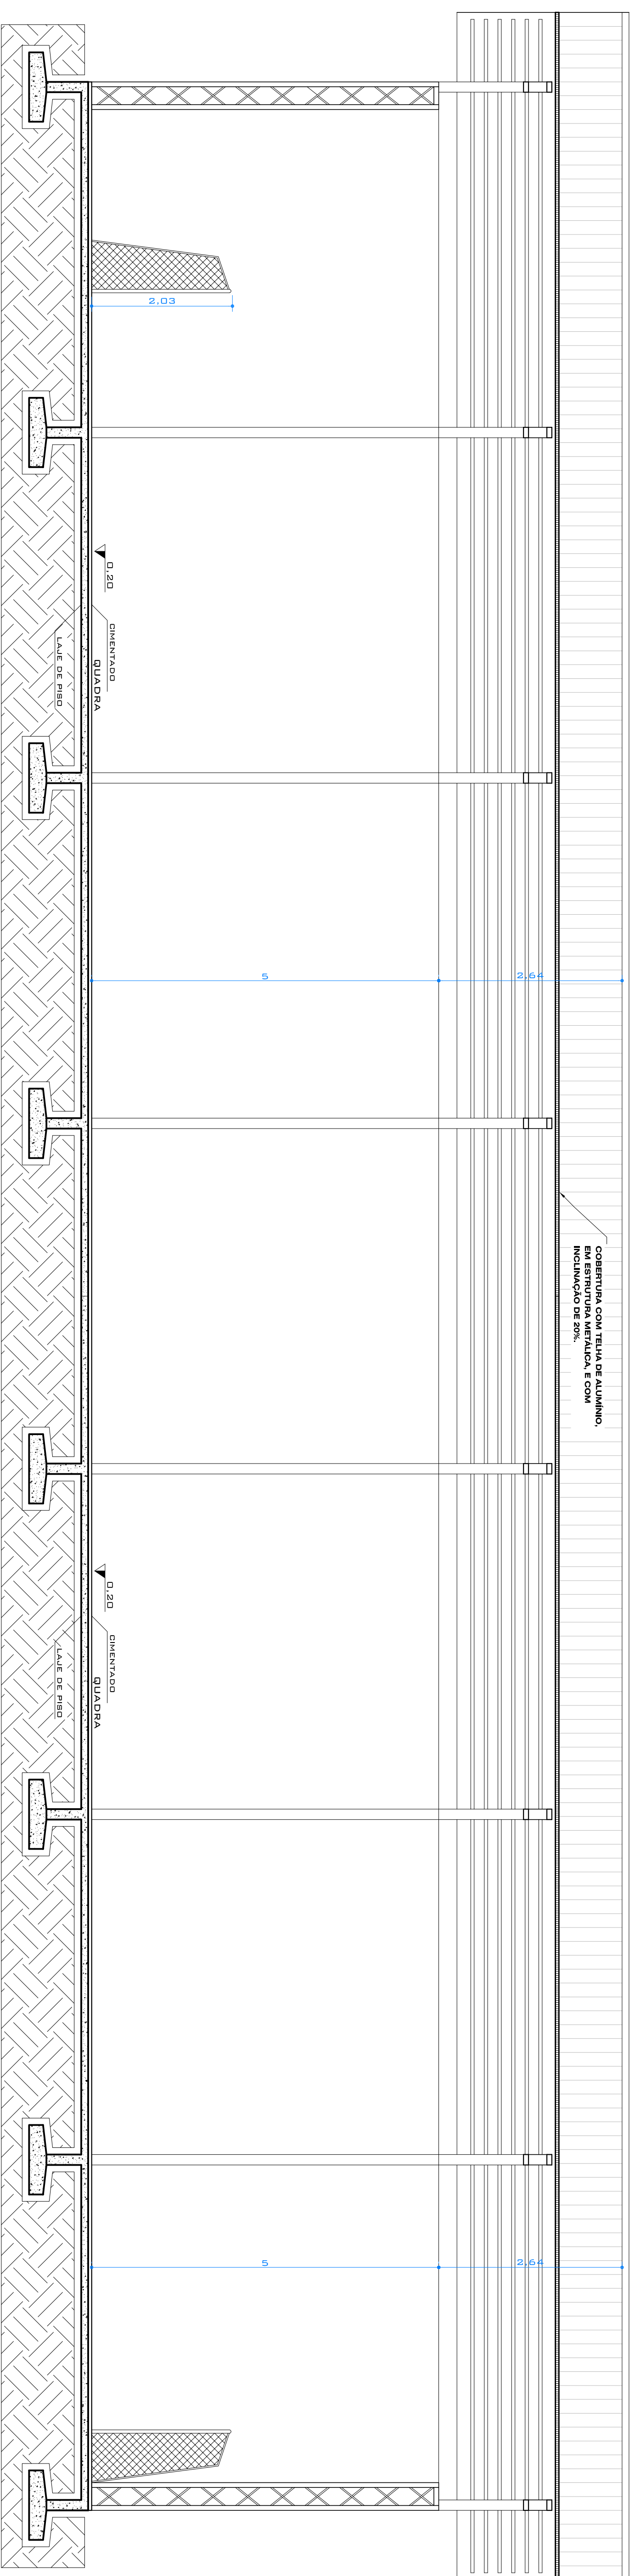 COBERTURA COM TELHA DE ALUMÍNIO,
EM ESTRUTURA METÁLICA, E COM
INCLINAÇÃO DE 20%.
2,64
2,64
5
5
2,03
0,20
CIMENTADO
QUADRA
LAJE DE PISO
0,20
CIMENTADO
QUADRA
LAJE DE PISO